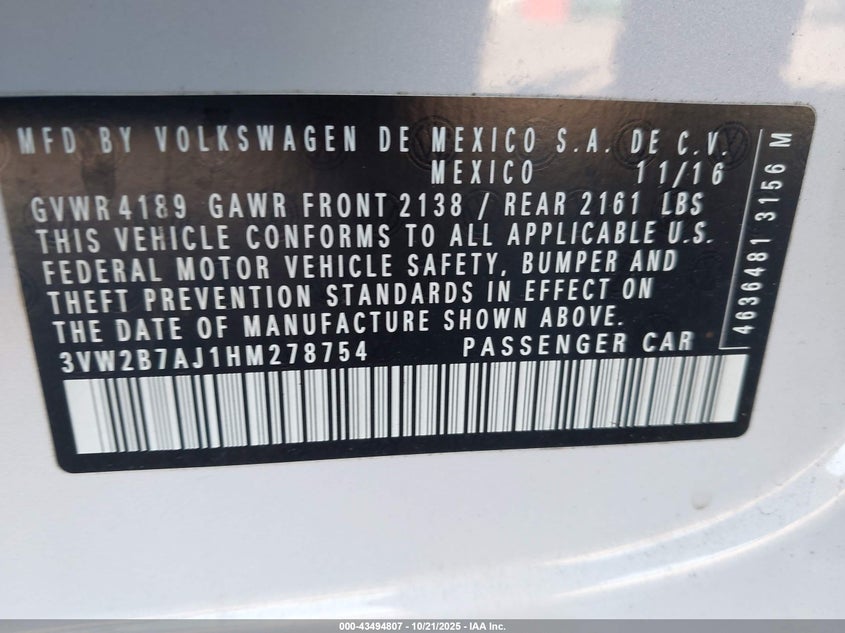 MFD BY VOLKSWAGEN DE MEXICO S.A. DE C.V.
MEXICO 11/16
GVWR 4189 GAWR FRONT 2138 / REAR 2161 LBS
THIS VEHICLE CONFORMS TO ALL APPLICABLE U.S.
FEDERAL MOTOR VEHICLE SAFETY, BUMPER AND
THEFT PREVENTION STANDARDS IN EFFECT ON
THE DATE OF MANUFACTURE SHOWN ABOVE.
3VW2B7AJ1HM278754 PASSENGER CAR
4636481 3156 M
000-43494807 - 10/21/2025 - IAA Inc.